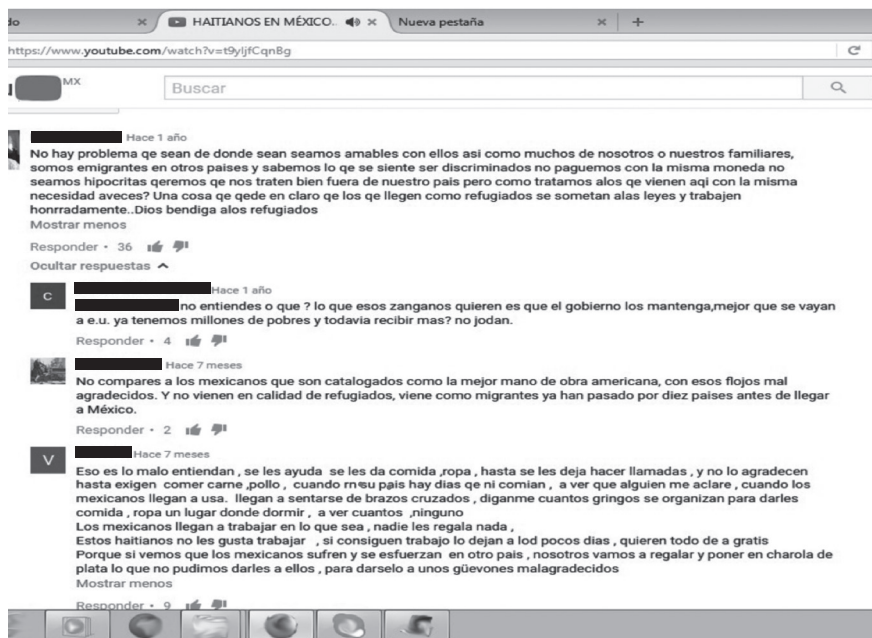 do × HAITIANOS EN MÉXICO.. × Nueva pestaña × +
https://www.youtube.com/watch?v=t9yljfCqnBg
MX Buscar
Hace 1 año
No hay problema qe sean de donde sean seamos amables con ellos asi como muchos de nosotros o nuestros familiares,
somos emigrantes en otros paises y sabemos lo qe se siente ser discriminados no paguemos con la misma moneda no
seamos hipocritas qeremos qe nos traten bien fuera de nuestro pais pero como tratamos alos qe vienen aqi con la misma
necesidad aveces? Una cosa qe qede en claro qe los qe llegen como refugiados se sometan alas leyes y trabajen
honrradamente..Dios bendiga alos refugiados
Mostrar menos
Responder • 36
Ocultar respuestas
C Hace 1 año
no entiendes o que ? lo que esos zanganos quieren es que el gobierno los mantenga,mejor que se vayan
a e.u. ya tenemos millones de pobres y todavia recibir mas? no jodan.
Responder • 4
Hace 7 meses
No compares a los mexicanos que son catalogados como la mejor mano de obra americana, con esos flojos mal
agradecidos. Y no vienen en calidad de refugiados, viene como migrantes ya han pasado por diez paises antes de llegar
a México.
Responder • 2
V Hace 7 meses
Eso es lo malo entiendan , se les ayuda se les da comida ,ropa , hasta se les deja hacer llamadas , y no lo agradecen
hasta exigen comer carne ,pollo , cuando su pais hay dias qe ni comian , a ver que alguien me aclare , cuando los
mexicanos llegan a usa. llegan a sentarse de brazos cruzados , diganme cuantos gringos se organizan para darles
comida , ropa un lugar donde dormir , a ver cuantos ,ninguno
Los mexicanos llegan a trabajar en lo que sea , nadie les regala nada ,
Estos haitianos no les gusta trabajar , si consiguen trabajo lo dejan a lod pocos dias , quieren todo de a gratis
Porque si vemos que los mexicanos sufren y se esfuerzan en otro pais , nosotros vamos a regalar y poner en charola de
plata lo que no pudimos darles a ellos , para darselo a unos güevones malagradecidos
Mostrar menos
Responder • 9